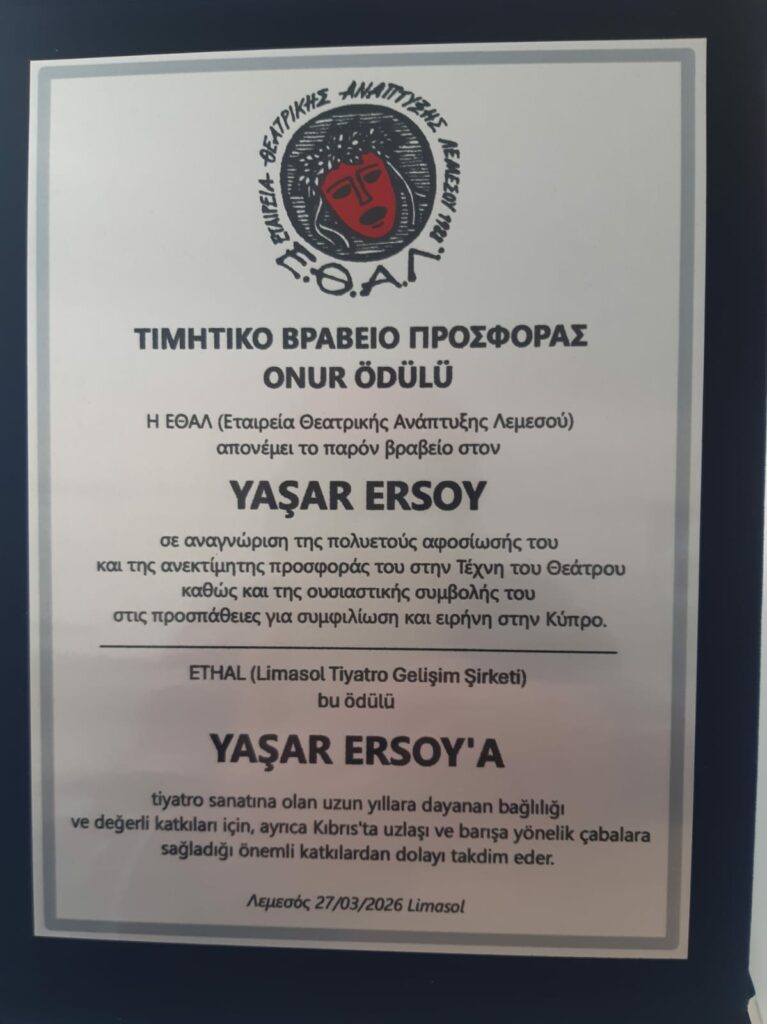 ΕΤΑΙΡΕΙΑ ΘΕΑΤΡΙΚΗΣ ΑΝΑΠΤΥΞΗΣ ΛΕΜΕΣΟΥ
Ε.Θ.Α.Λ
ΤΙΜΗΤΙΚΟ ΒΡΑΒΕΙΟ ΠΡΟΣΦΟΡΑΣ
ONUR ÖDÜLÜ
Η ΕΘΑΛ (Εταιρεία Θεατρικής Ανάπτυξης Λεμεσού)
απονέμει το παρόν βραβείο στον
YAŞAR ERSOY
σε αναγνώριση της πολυετούς αφοσίωσής του
και της ανεκτίμητης προσφοράς του στην Τέχνη του Θεάτρου
καθώς και της ουσιαστικής συμβολής του
στις προσπάθειες για συμφιλίωση και ειρήνη στην Κύπρο.
ETHAL (Limasol Tiyatro Gelişim Şirketi)
bu ödülü
YAŞAR ERSOY'A
tiyatro sanatına olan uzun yıllara dayanan bağlılığı
ve değerli katkıları için, ayrıca Kıbrıs'ta uzlaşı ve barışa yönelik çabalara
sağladığı önemli katkılardan dolayı takdim eder.
Λεμεσός 27/03/2026 Limasol